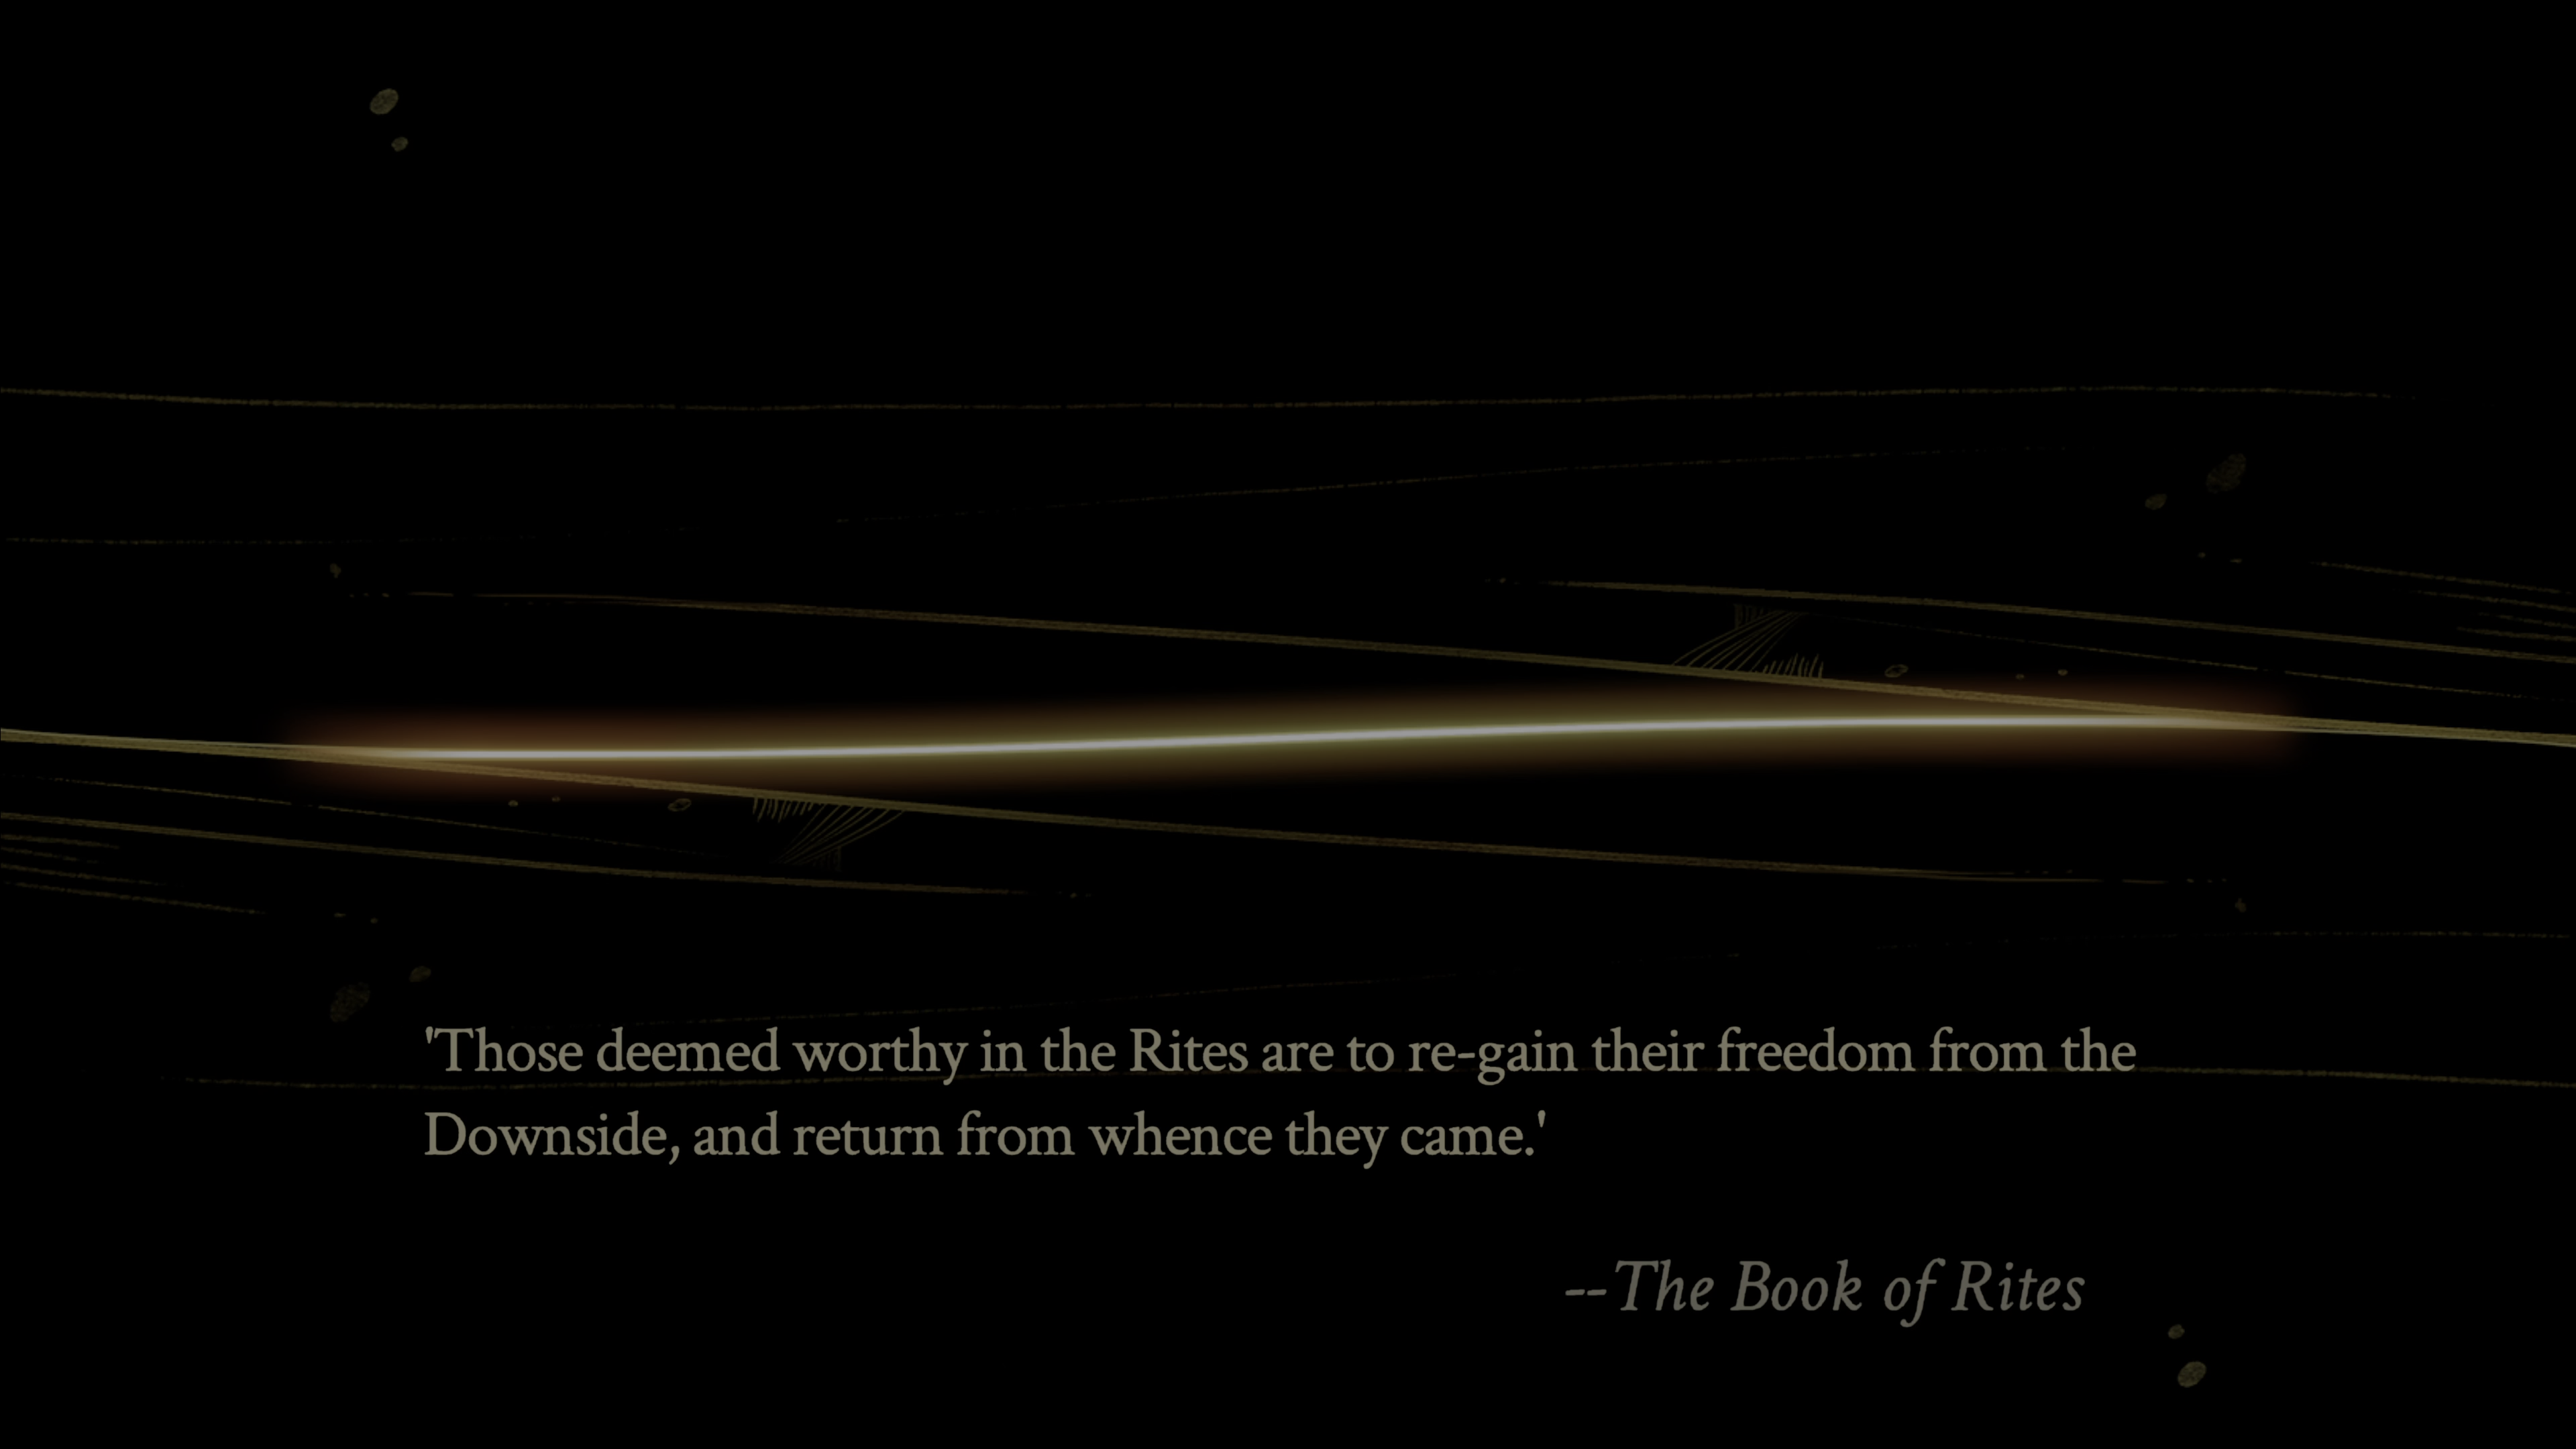 'Those deemed worthy in the Rites are to re-gain their freedom from the
Downside, and return from whence they came.'
--The Book of Rites